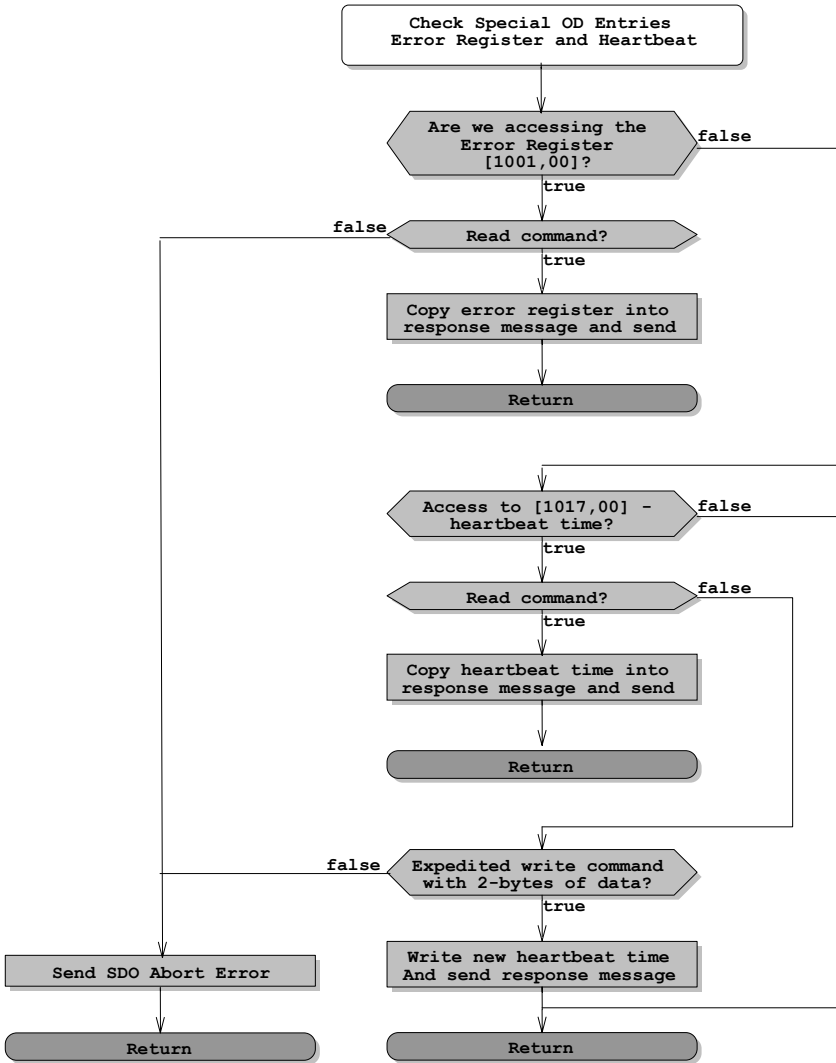 Check Special OD Entries
Error Register and Heartbeat
Are we accessing the
Error Register
[1001,00]?
false
true
false
Read command?
true
Copy error register into
response message and send
Return
Access to [1017,00] -
heartbeat time?
false
true
Read command?
false
true
Copy heartbeat time into
response message and send
Return
false
Expedited write command
with 2-bytes of data?
true
Send SDO Abort Error
Write new heartbeat time
And send response message
Return
Return